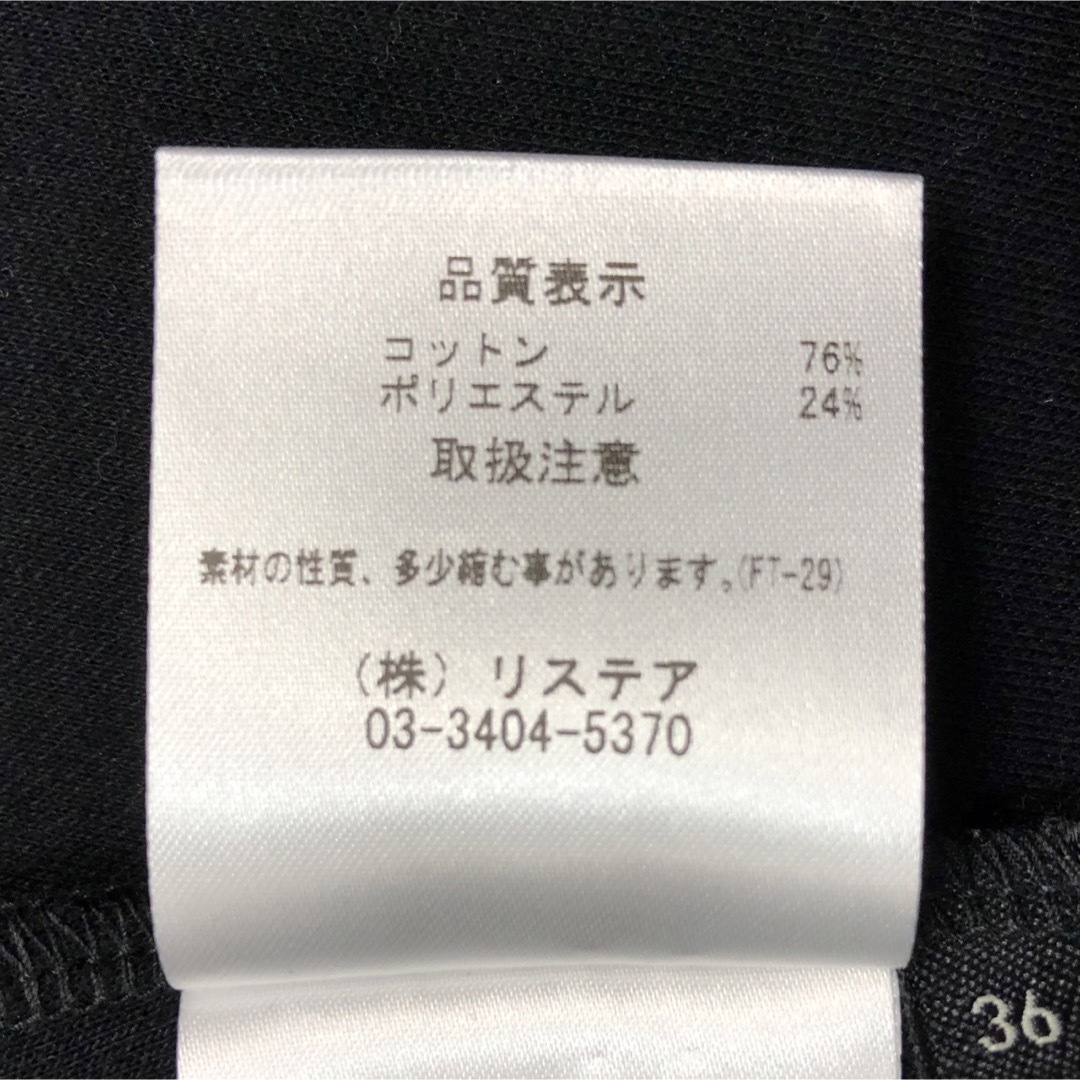 品質表示
コットン 76%
ポリエステル 24%
取扱注意
素材の性質、多少縮む事があります。(FT-29)
(株) リステア
03-3404-5370
36